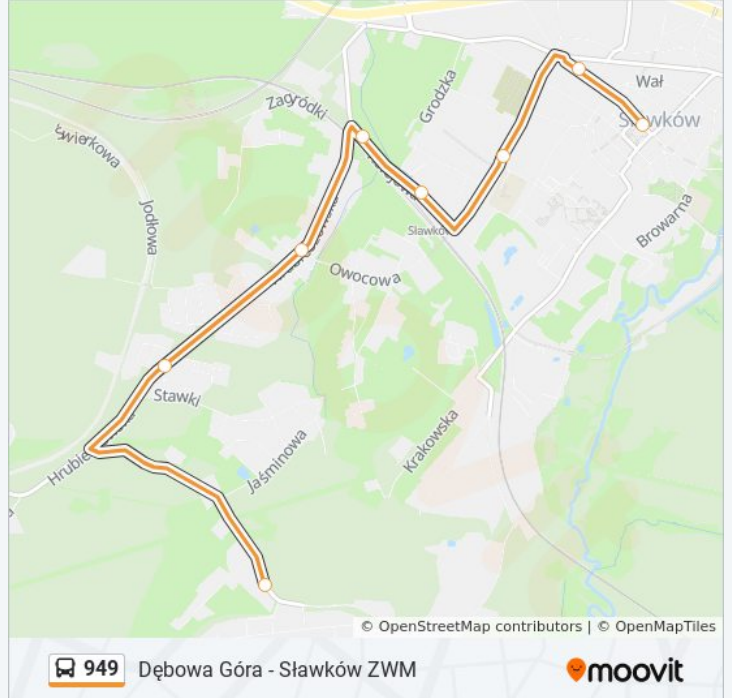 Wał
Grodzka
Zagródki
Sławków
Świerkowa
Jodłowa
Browarna
Sławków
Owocowa
Stawki
Krakowska
Jaśminowa
© OpenStreetMap contributors | © OpenMapTiles
949 Dębowa Góra - Sławków ZWM
moovit